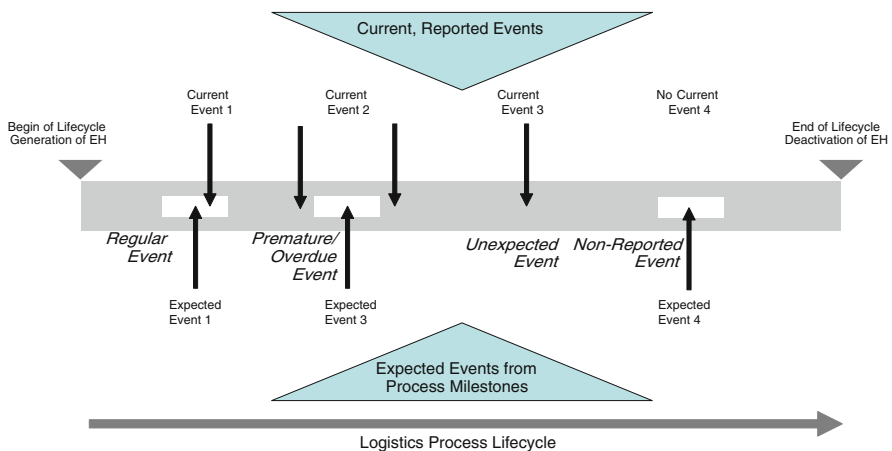 Current, Reported Events
Current
Event 1
Current
Event 2
Current
Event 3
No Current
Event 4
Begin of Lifecycle
Generation of EH
End of Lifecycle
Deactivation of EH
Regular
Event
Premature/
Overdue
Event
Unexpected
Event
Non-Reported
Event
Expected
Event 1
Expected
Event 3
Expected
Event 4
Expected Events from
Process Milestones
Logistics Process Lifecycle